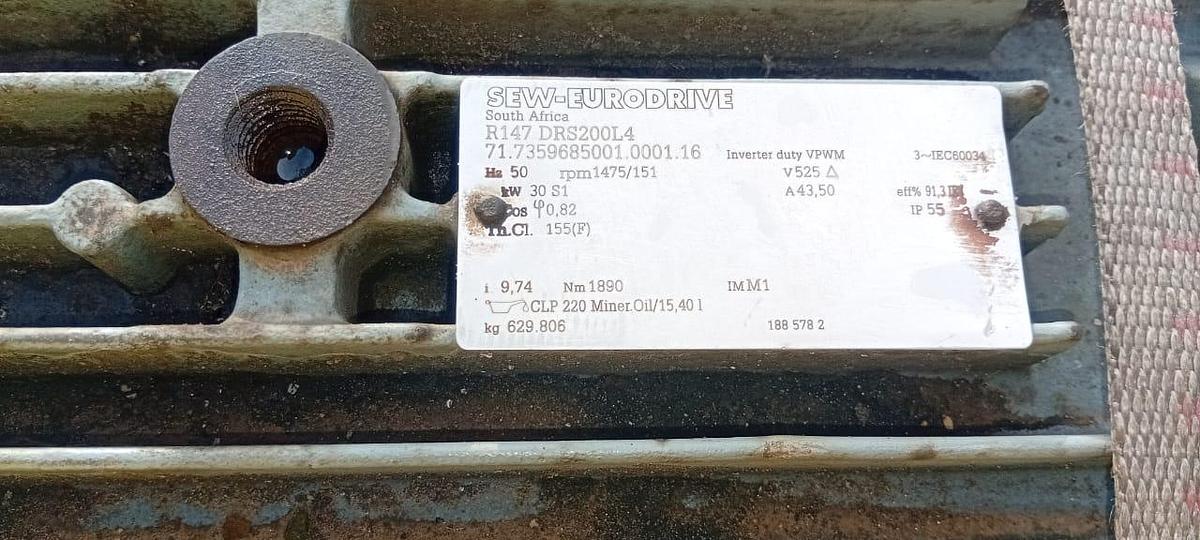 SEW-EURODRIVE
South Africa
R147 DRS200L4
71.7359685001.0001.16 Inverter duty VPWM 3~IEC60034
Hz 50 rpm 1475/151 V 525 Δ
kW 30 S1 A 43,50 eff% 91,3
Cos φ 0,82 IP 55
Th.Cl. 155(F)
i 9,74 Nm 1890 IM M1
CLP 220 Miner.Oil/15,40 l
kg 629.806 188 578 2